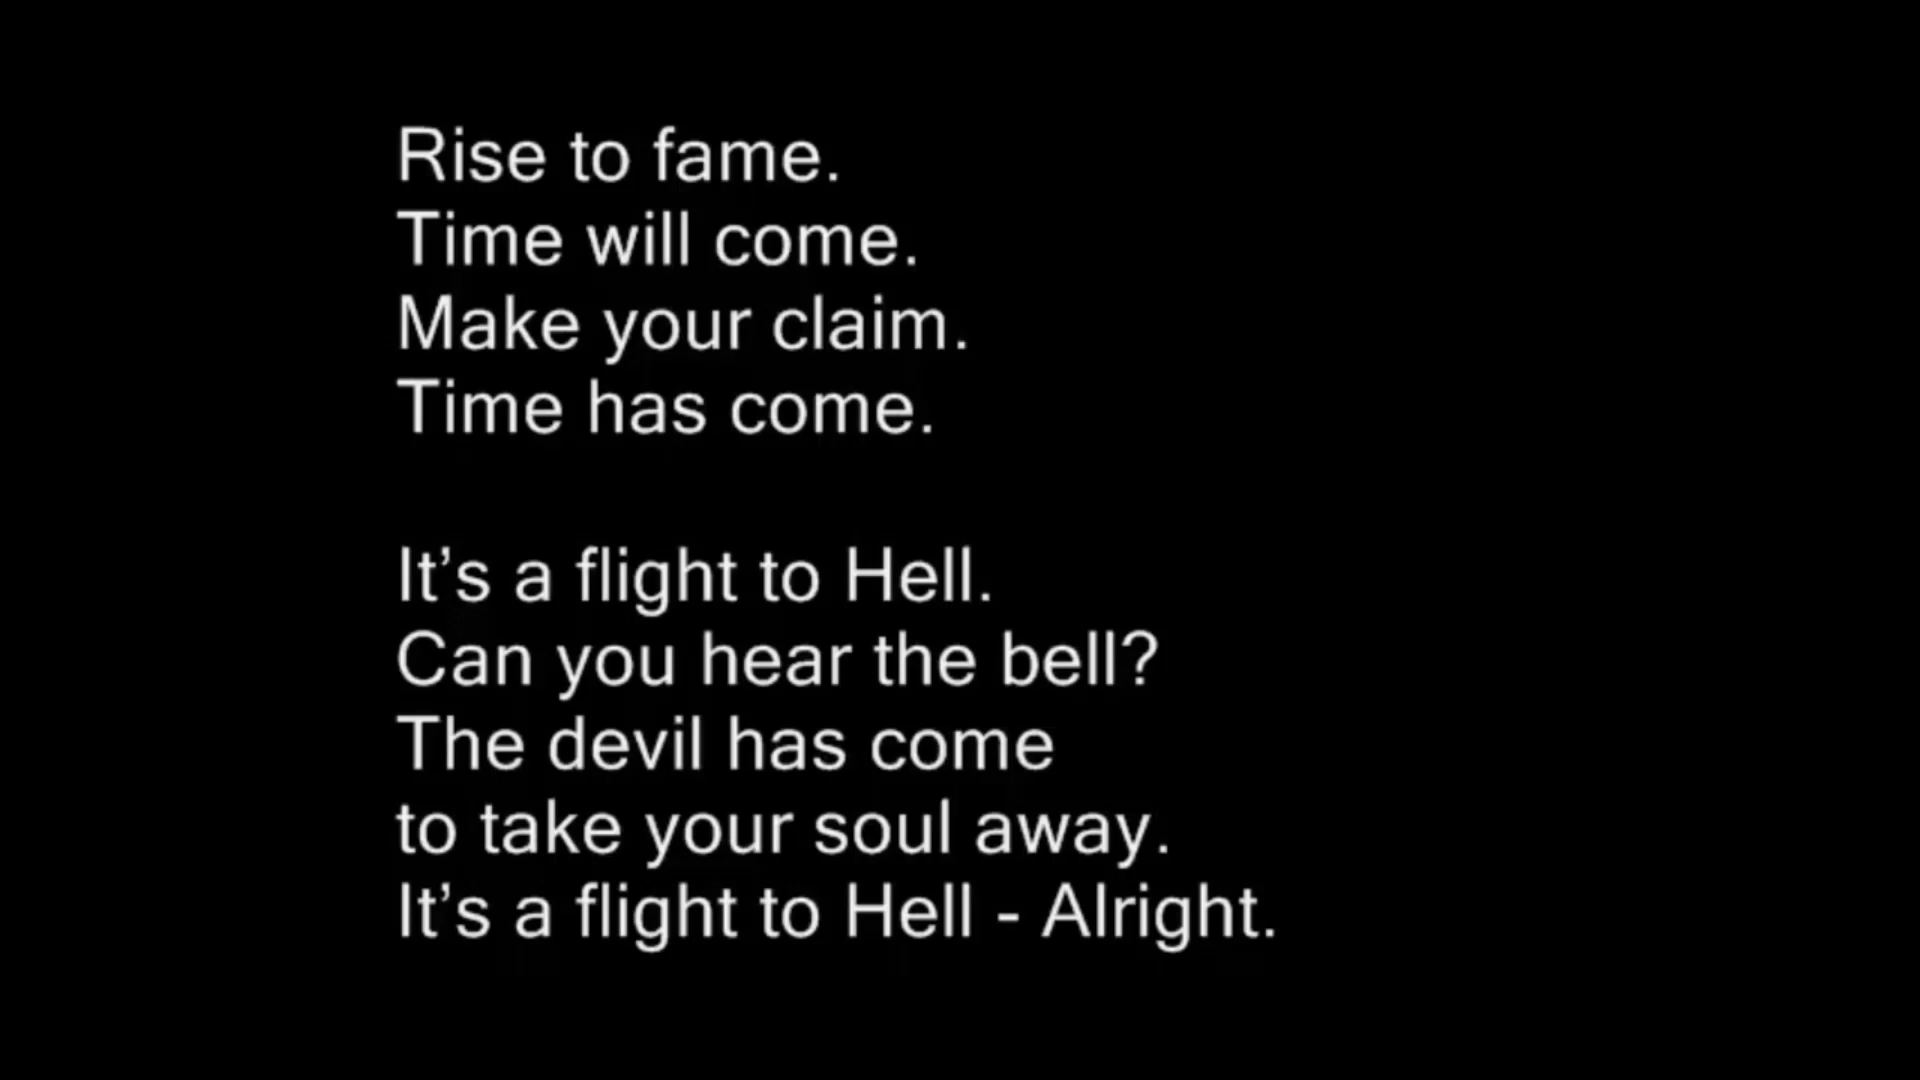 Rise to fame.
Time will come.
Make your claim.
Time has come.
It’s a flight to Hell.
Can you hear the bell?
The devil has come
to take your soul away.
It’s a flight to Hell - Alright.